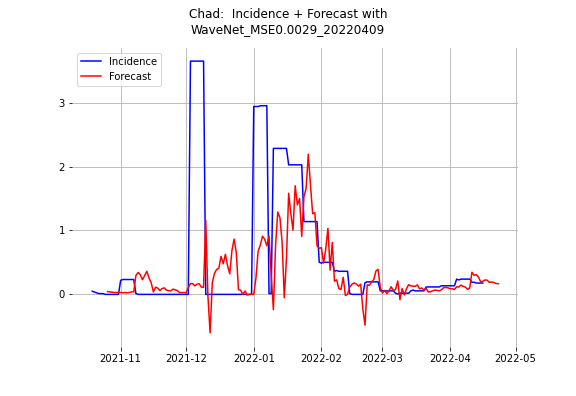 Chad:  Incidence + Forecast with
WaveNet_MSE0.0029_20220409
Incidence
Forecast
3
2
1
0
2021-11
2021-12
2022-01
2022-02
2022-03
2022-04
2022-05